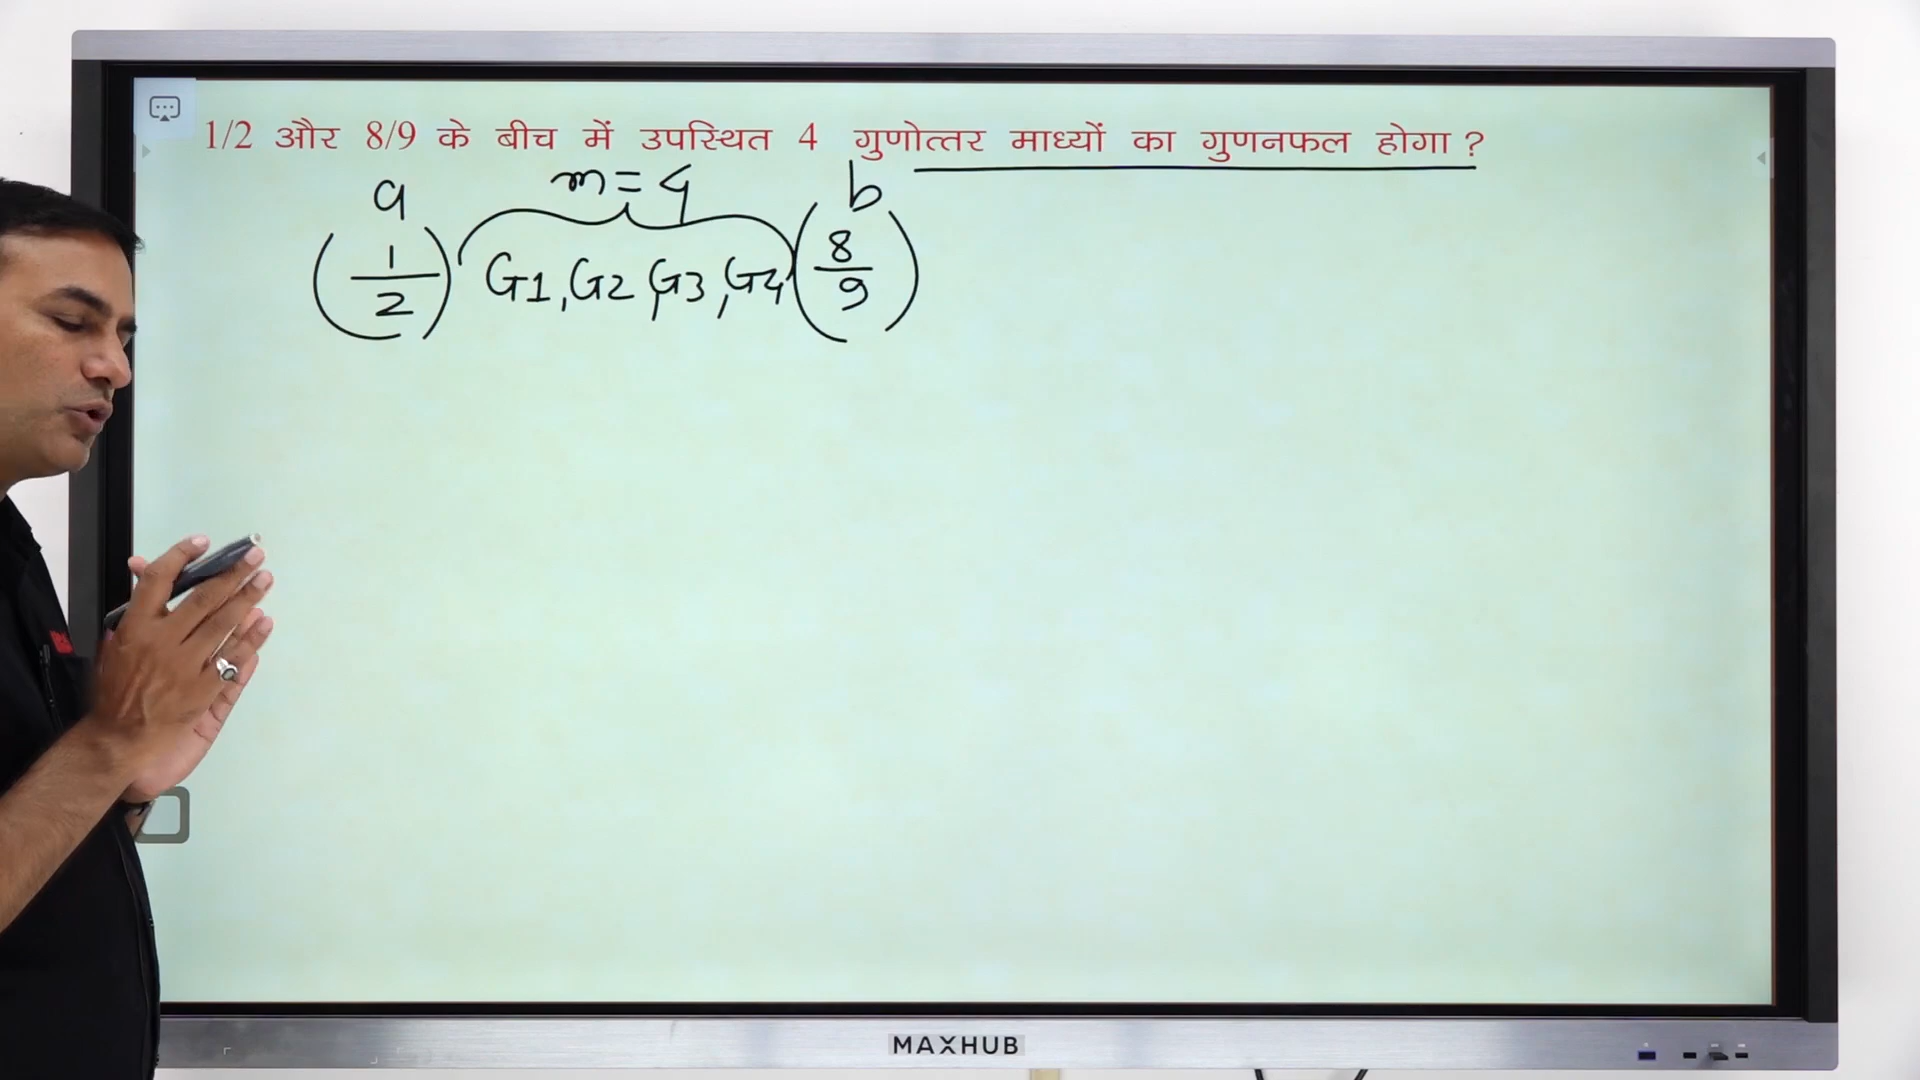 1/2 और 8/9 के बीच में उपस्थित 4 गुणोत्तर माध्यों का गुणनफल होगा ?
a m = 4 b
(1/2) G1, G2, G3, G4 (8/9)
MAXHUB